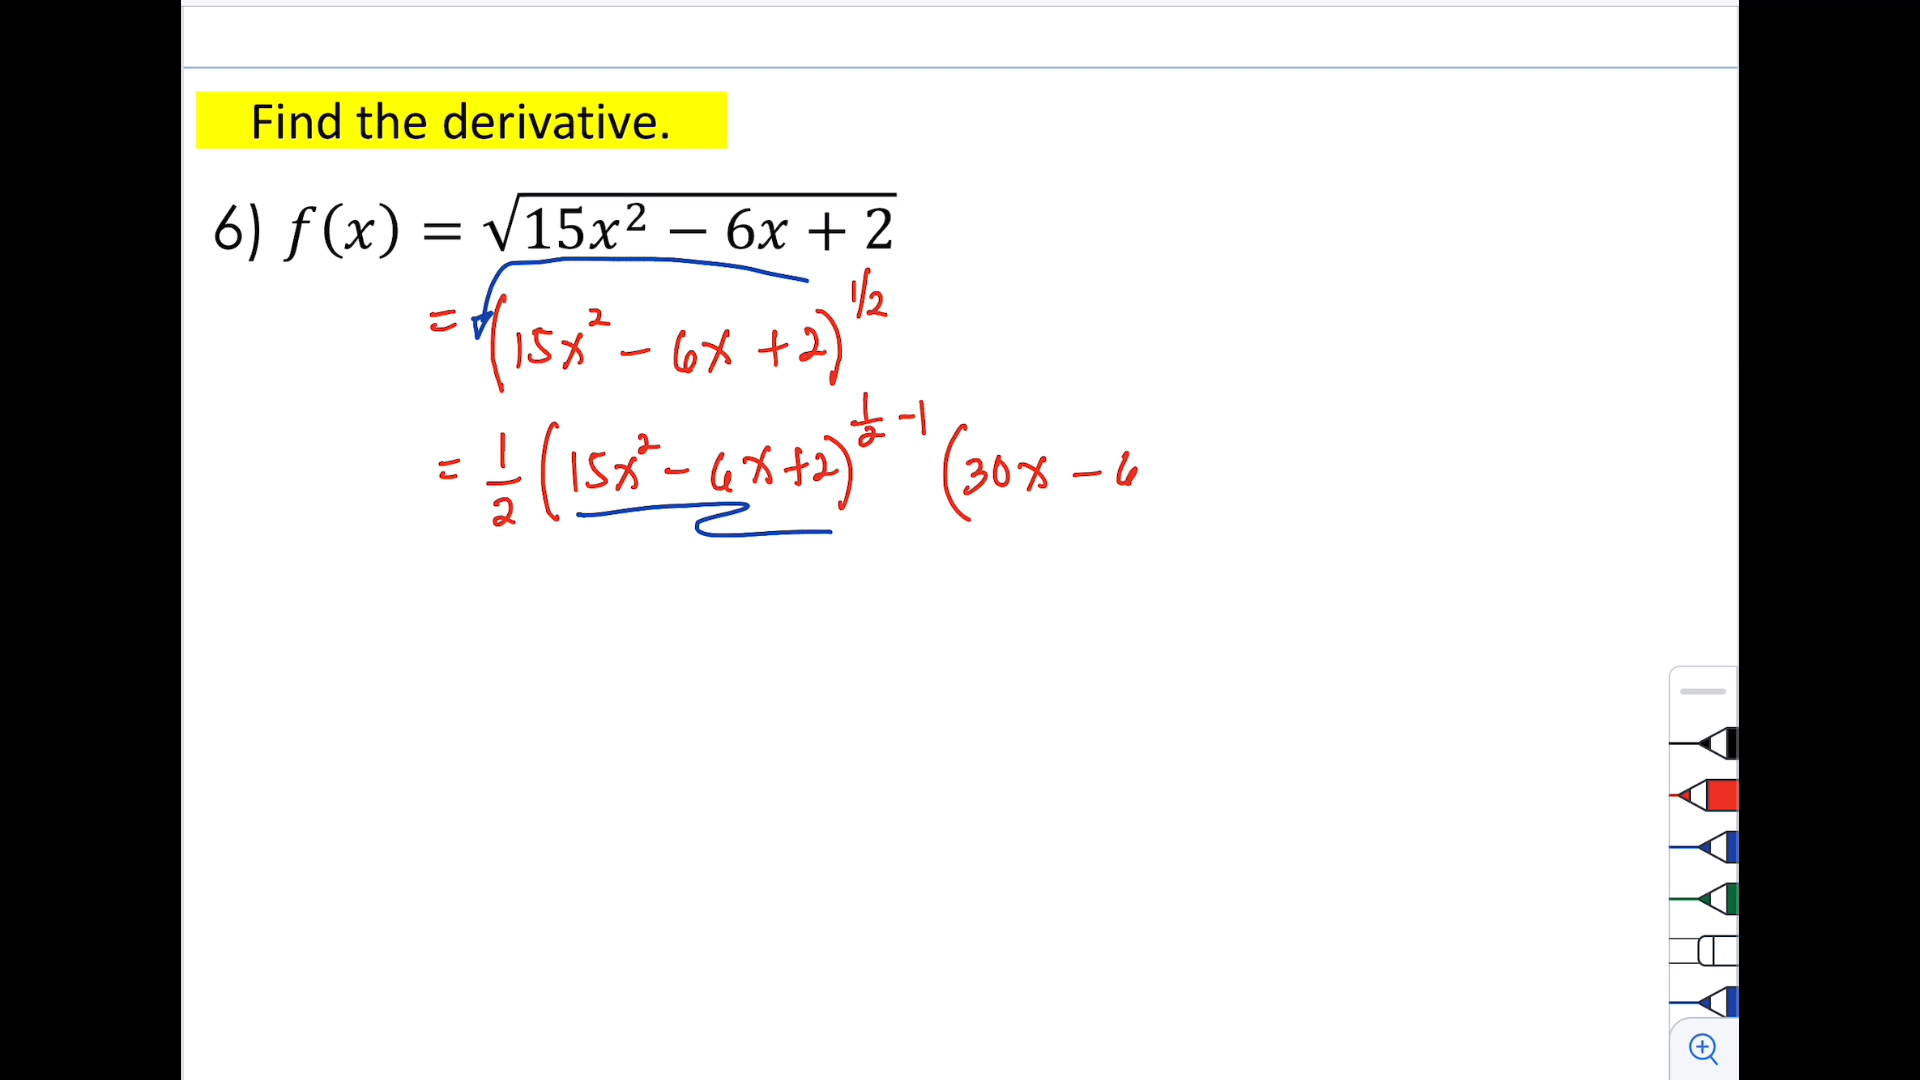 Find the derivative.
6) f(x) = √15x² − 6x + 2
= (15x² − 6x + 2)^1/2
= 1/2 (15x² − 6x + 2)^1/2 − 1 (30x − 6